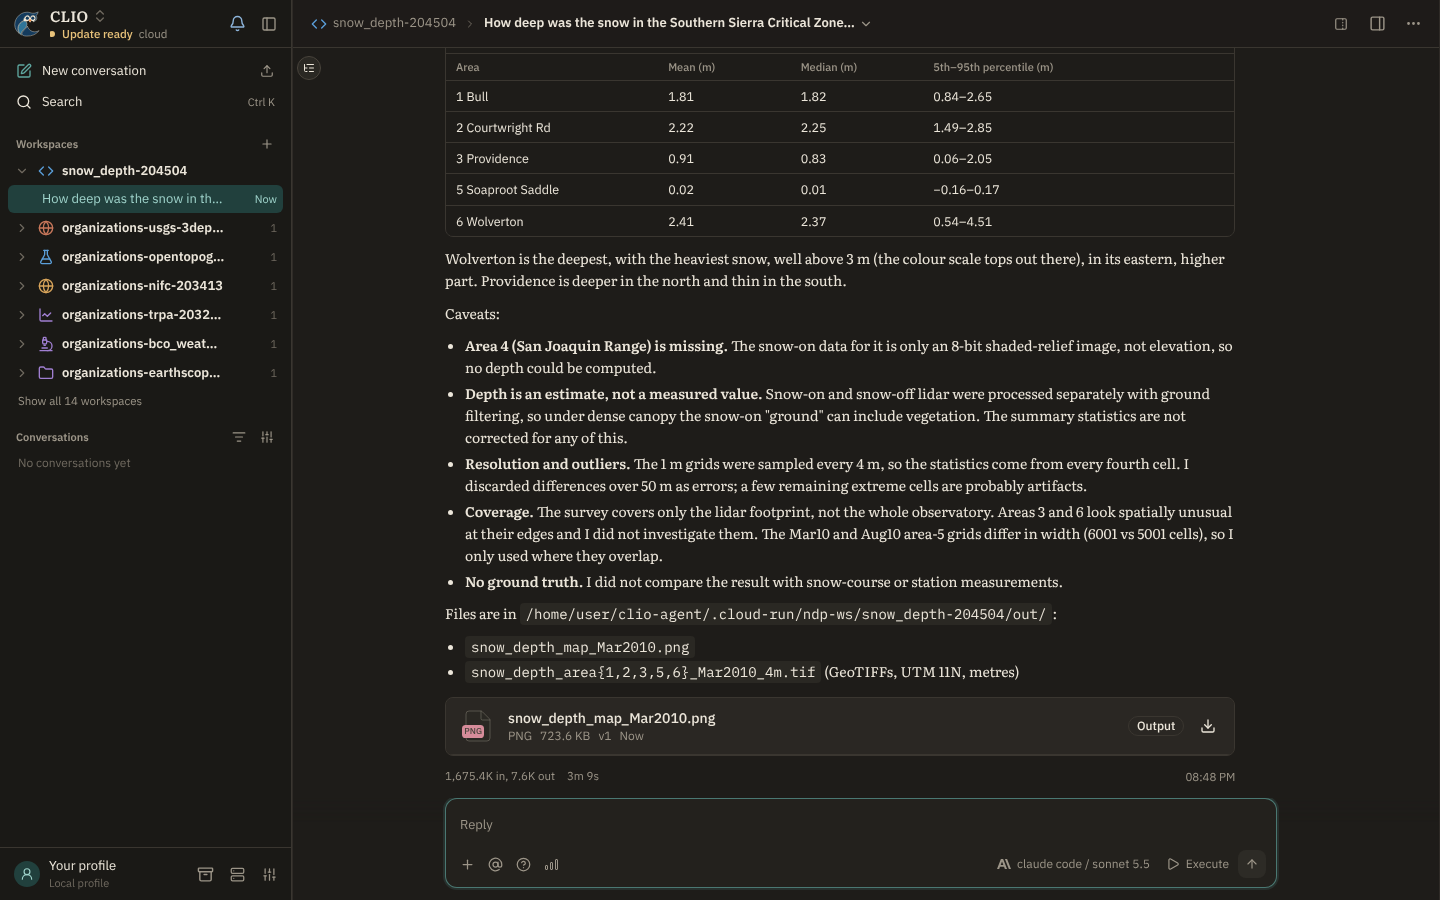 CLIO
Update ready cloud
New conversation
Search Ctrl K
Workspaces
snow_depth-204504
How deep was the snow in th... Now
organizations-usgs-3dep... 1
organizations-opentopog... 1
organizations-nifc-203413 1
organizations-trpa-2032... 1
organizations-bco_weat... 1
organizations-earthscop... 1
Show all 14 workspaces
Conversations
No conversations yet
Your profile
Local profile
snow_depth-204504 How deep was the snow in the Southern Sierra Critical Zone...
Area Mean (m) Median (m) 5th–95th percentile (m)
1 Bull 1.81 1.82 0.84–2.65
2 Courtwright Rd 2.22 2.25 1.49–2.85
3 Providence 0.91 0.83 0.06–2.05
5 Soaproot Saddle 0.02 0.01 −0.16–0.17
6 Wolverton 2.41 2.37 0.54–4.51
Wolverton is the deepest, with the heaviest snow, well above 3 m (the colour scale tops out there), in its eastern, higher
part. Providence is deeper in the north and thin in the south.
Caveats:
• Area 4 (San Joaquin Range) is missing. The snow-on data for it is only an 8-bit shaded-relief image, not elevation, so
no depth could be computed.
• Depth is an estimate, not a measured value. Snow-on and snow-off lidar were processed separately with ground
filtering, so under dense canopy the snow-on "ground" can include vegetation. The summary statistics are not
corrected for any of this.
• Resolution and outliers. The 1 m grids were sampled every 4 m, so the statistics come from every fourth cell. I
discarded differences over 50 m as errors; a few remaining extreme cells are probably artifacts.
• Coverage. The survey covers only the lidar footprint, not the whole observatory. Areas 3 and 6 look spatially unusual
at their edges and I did not investigate them. The Mar10 and Aug10 area-5 grids differ in width (6001 vs 5001 cells), so I
only used where they overlap.
• No ground truth. I did not compare the result with snow-course or station measurements.
Files are in /home/user/clio-agent/.cloud-run/ndp-ws/snow_depth-204504/out/ :
• snow_depth_map_Mar2010.png
• snow_depth_area{1,2,3,5,6}_Mar2010_4m.tif (GeoTIFFs, UTM 11N, metres)
PNG
snow_depth_map_Mar2010.png
PNG 723.6 KB v1 Now
Output
1,675.4K in, 7.6K out 3m 9s 08:48 PM
Reply
claude code / sonnet 5.5 Execute